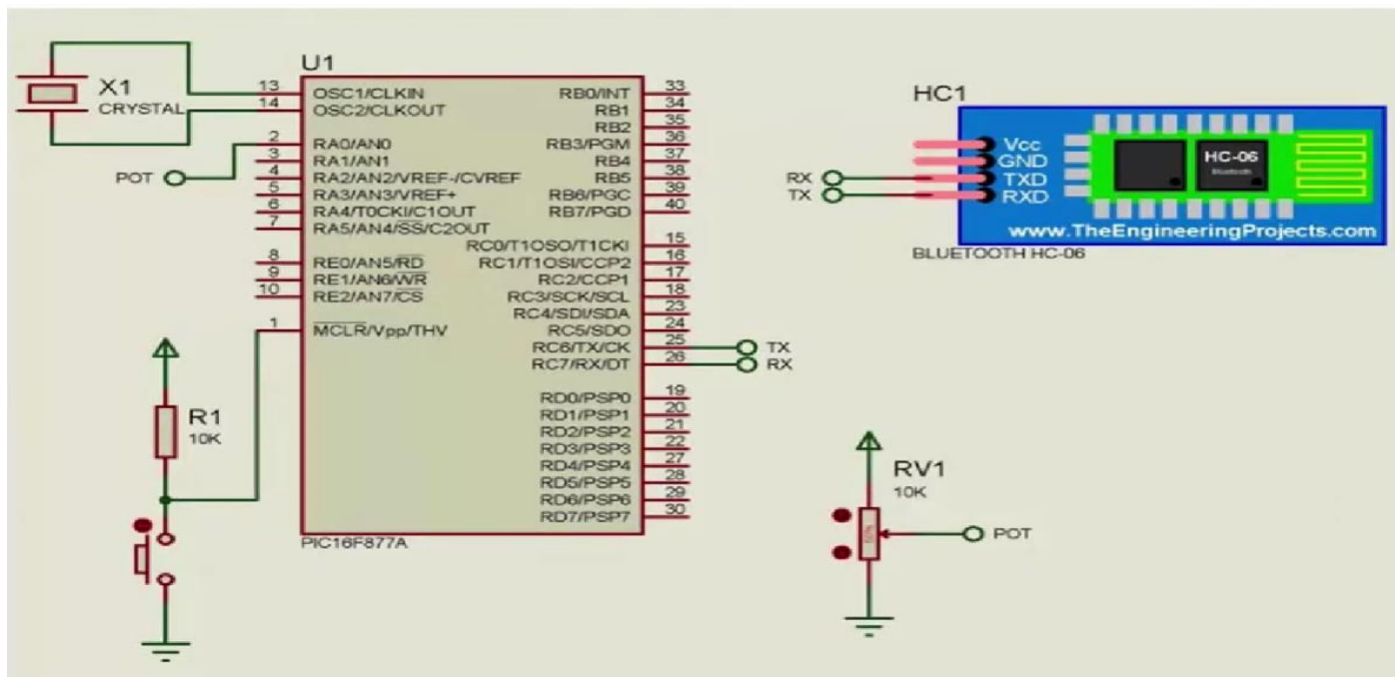 X1
CRYSTAL
POT
U1
13 OSC1/CLKIN
14 OSC2/CLKOUT
2 RA0/AN0
3 RA1/AN1
4 RA2/AN2/VREF-/CVREF
5 RA3/AN3/VREF+
6 RA4/T0CKI/C1OUT
7 RA5/AN4/SS/C2OUT
8 RE0/AN5/RD
9 RE1/AN6/WR
10 RE2/AN7/CS
1 MCLR/Vpp/THV
RB0/INT 33
RB1 34
RB2 35
RB3/PGM 36
RB4 37
RB5 38
RB6/PGC 39
RB7/PGD 40
RC0/T1OSO/T1CKI 15
RC1/T1OSI/CCP2 16
RC2/CCP1 17
RC3/SCK/SCL 18
RC4/SDI/SDA 23
RC5/SDO 24
RC6/TX/CK 25
RC7/RX/DT 26
RD0/PSP0 19
RD1/PSP1 20
RD2/PSP2 21
RD3/PSP3 22
RD4/PSP4 27
RD5/PSP5 28
RD6/PSP6 29
RD7/PSP7 30
PIC16F877A
TX
RX
R1
10K
HC1
Vcc
GND
TXD
RXD
RX
TX
HC-06
Bluetooth
www.TheEngineeringProjects.com
BLUETOOTH HC-06
RV1
10K
POT